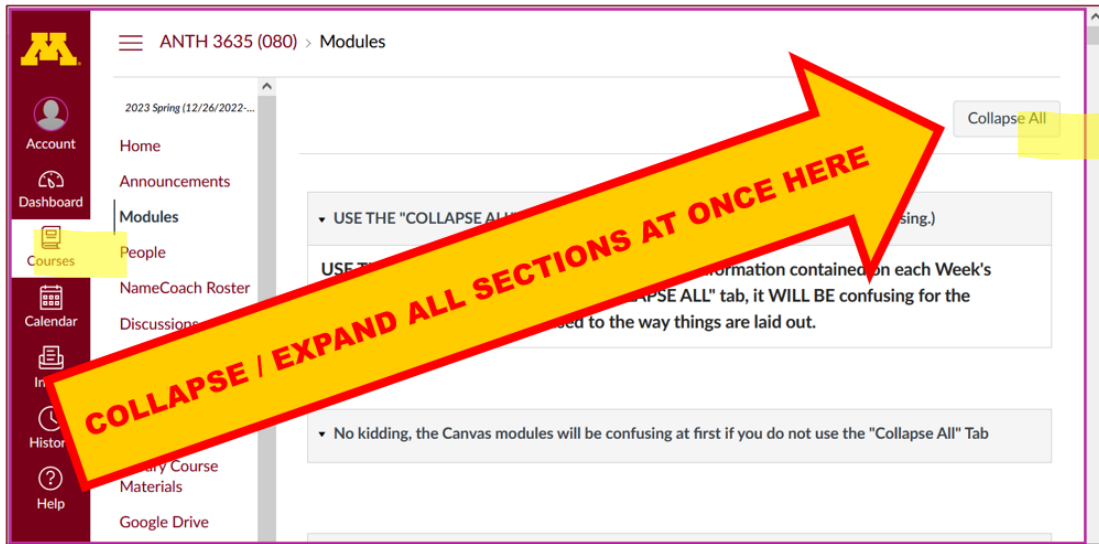 M
ANTH 3635 (080) > Modules
2023 Spring (12/26/2022-...
Collapse All
Account
Home
Dashboard
Announcements
Modules
Courses
People
NameCoach Roster
Calendar
Discussions
Histor
Course
Materials
Help
Google Drive
▾ USE THE "COLLAPSE ALL" sing.)
USE formation contained on each Week's
APSE ALL" tab, it WILL BE confusing for the
sed to the way things are laid out.
▾ No kidding, the Canvas modules will be confusing at first if you do not use the "Collapse All" Tab
COLLAPSE / EXPAND ALL SECTIONS AT ONCE HERE